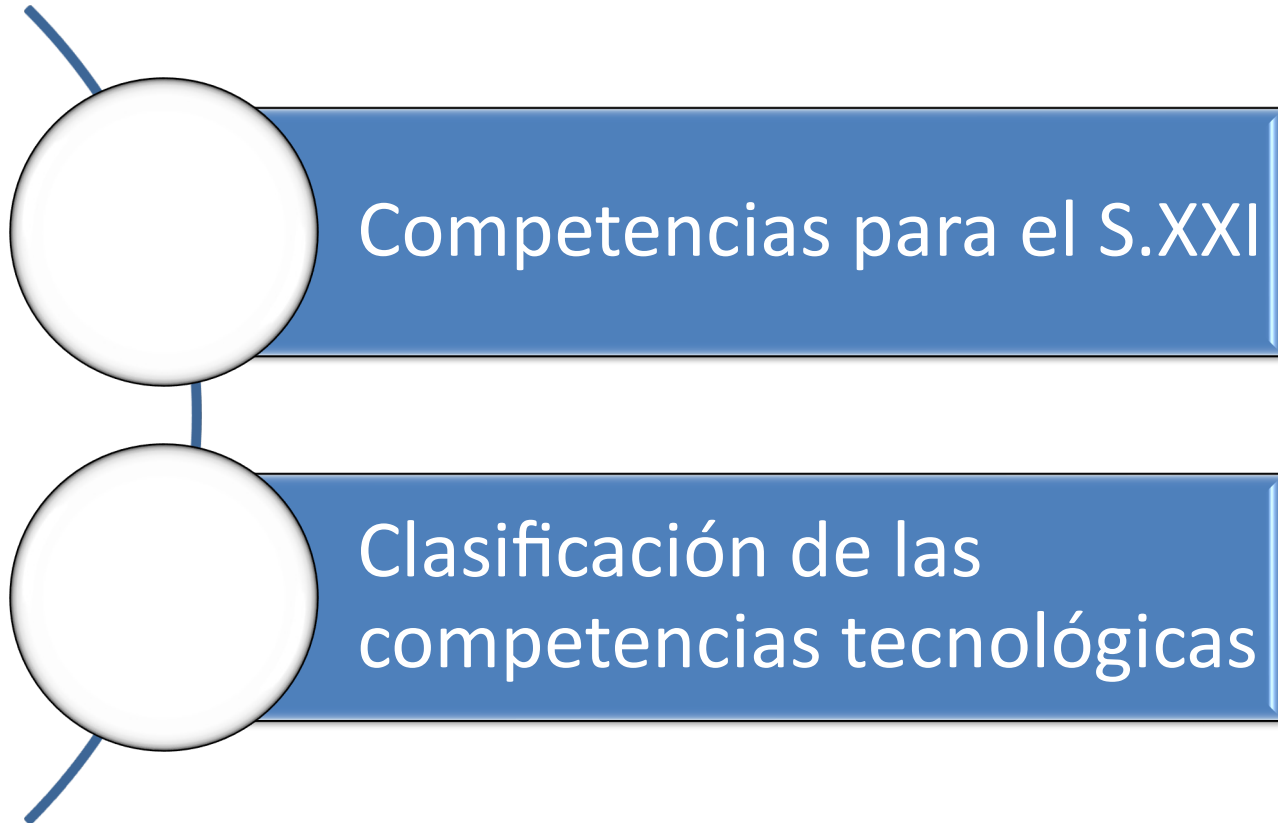 Competencias para el S.XXI
Clasificación de las
competencias tecnológicas